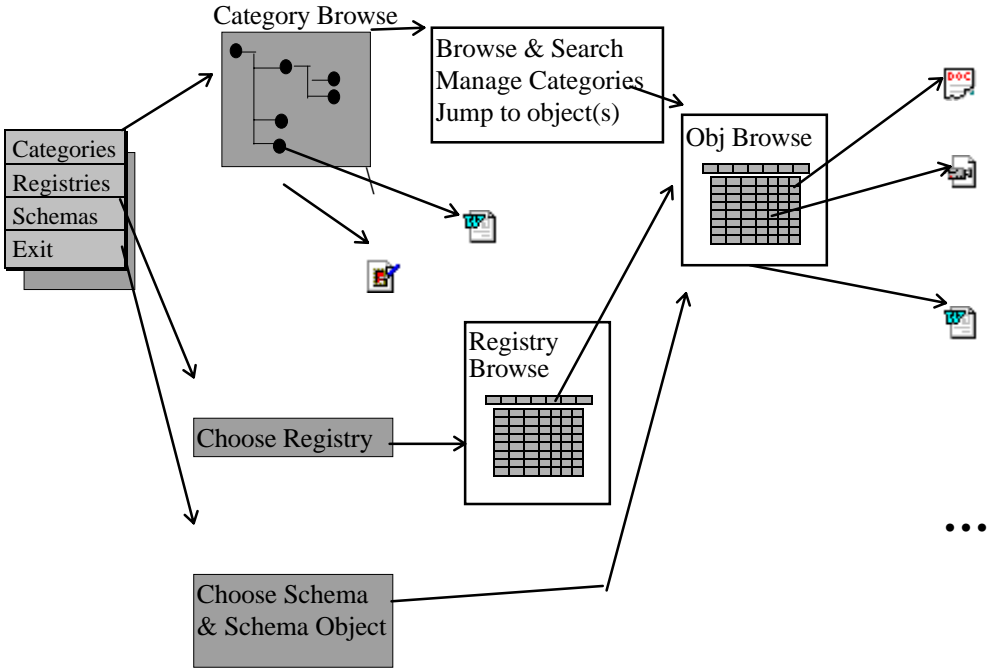 Category Browse
Browse & Search
Manage Categories
Jump to object(s)
DOC
Obj Browse
Categories
Registries
Schemas
Exit
W
W
Registry
Browse
Choose Registry
...
Choose Schema
& Schema Object